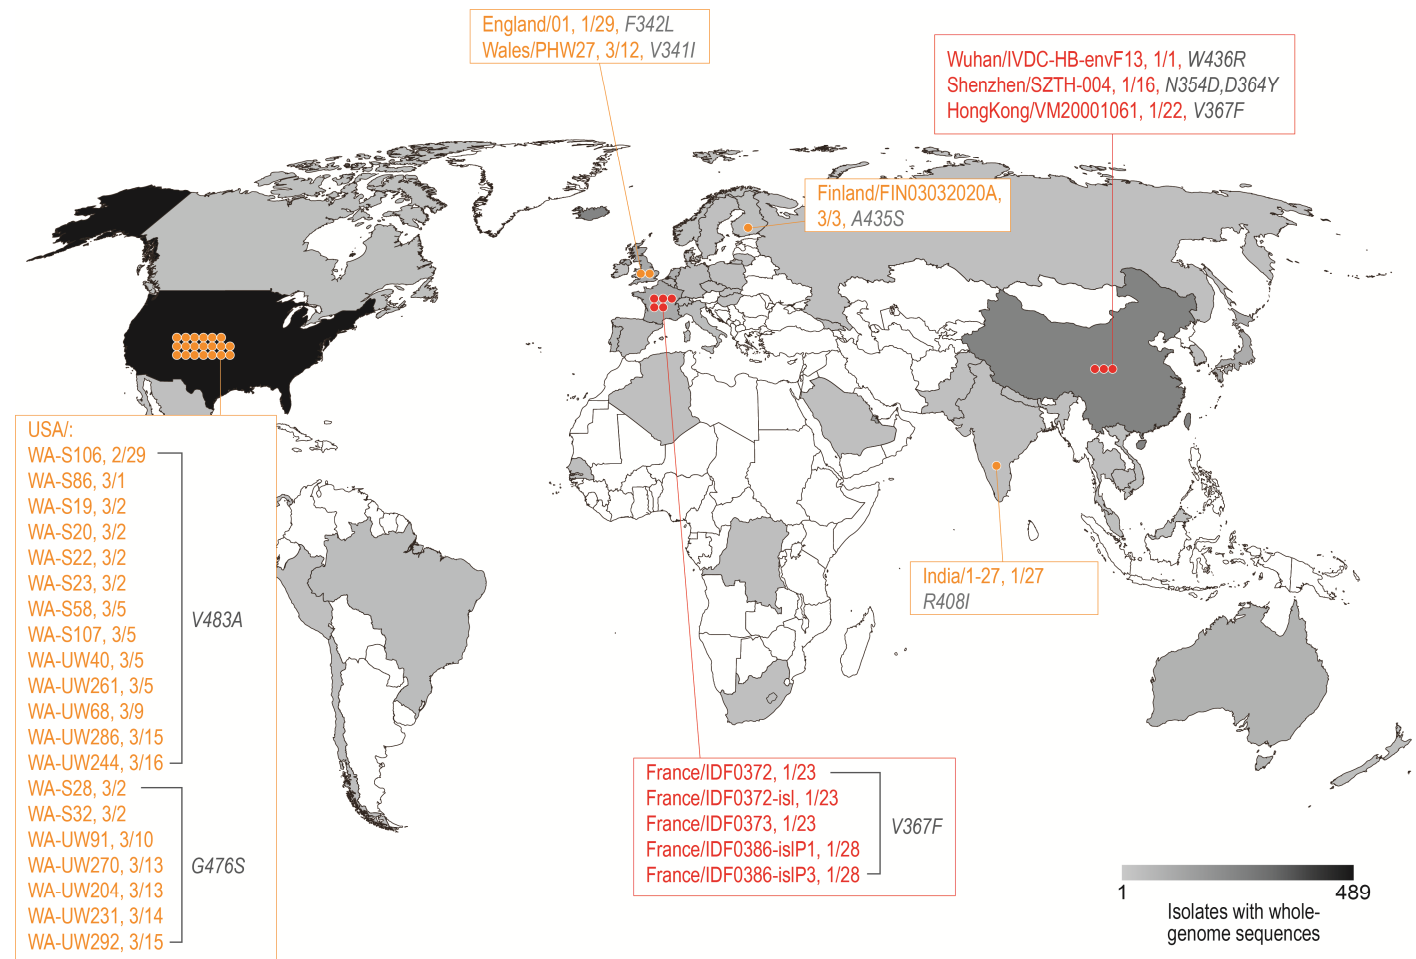 England/01, 1/29, F342L
Wales/PHW27, 3/12, V341I
Wuhan/IVDC-HB-envF13, 1/1, W436R
Shenzhen/SZTH-004, 1/16, N354D,D364Y
HongKong/VM20001061, 1/22, V367F
Finland/FIN03032020A,
3/3, A435S
India/1-27, 1/27
R408I
USA/:
WA-S106, 2/29
WA-S86, 3/1
WA-S19, 3/2
WA-S20, 3/2
WA-S22, 3/2
WA-S23, 3/2
WA-S58, 3/5
WA-S107, 3/5
WA-UW40, 3/5
WA-UW261, 3/5
WA-UW68, 3/9
WA-UW286, 3/15
WA-UW244, 3/16
V483A
WA-S28, 3/2
WA-S32, 3/2
WA-UW91, 3/10
WA-UW270, 3/13
WA-UW204, 3/13
WA-UW231, 3/14
WA-UW292, 3/15
G476S
France/IDF0372, 1/23
France/IDF0372-isl, 1/23
France/IDF0373, 1/23
France/IDF0386-islP1, 1/28
France/IDF0386-islP3, 1/28
V367F
1 489
Isolates with whole-
genome sequences